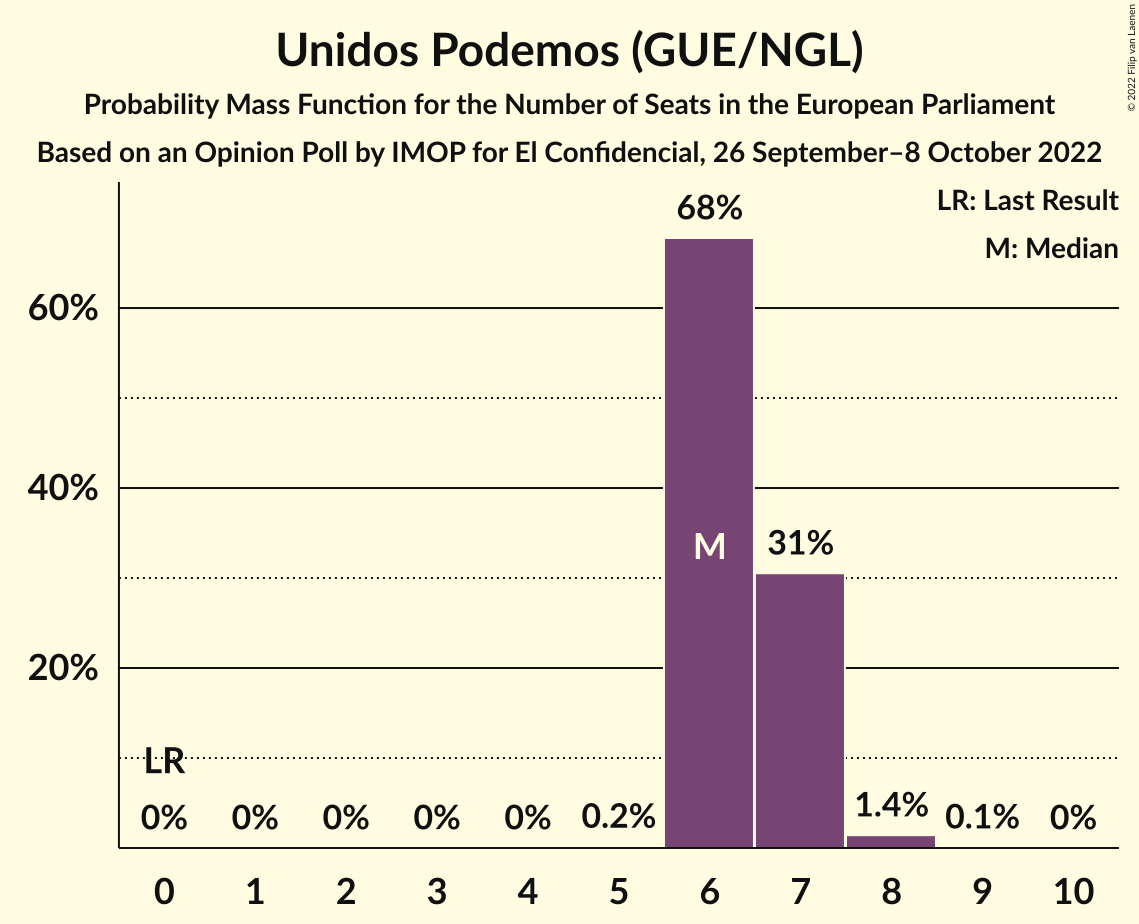 Unidos Podemos (GUE/NGL)
Probability Mass Function for the Number of Seats in the European Parliament
Based on an Opinion Poll by IMOP for El Confidencial, 26 September–8 October 2022
© 2022 Filip van Laenen
LR: Last Result
M: Median
68%
60%
40%
M
31%
20%
LR
0% 0% 0% 0% 0% 0.2% 1.4% 0.1% 0%
0 1 2 3 4 5 6 7 8 9 10